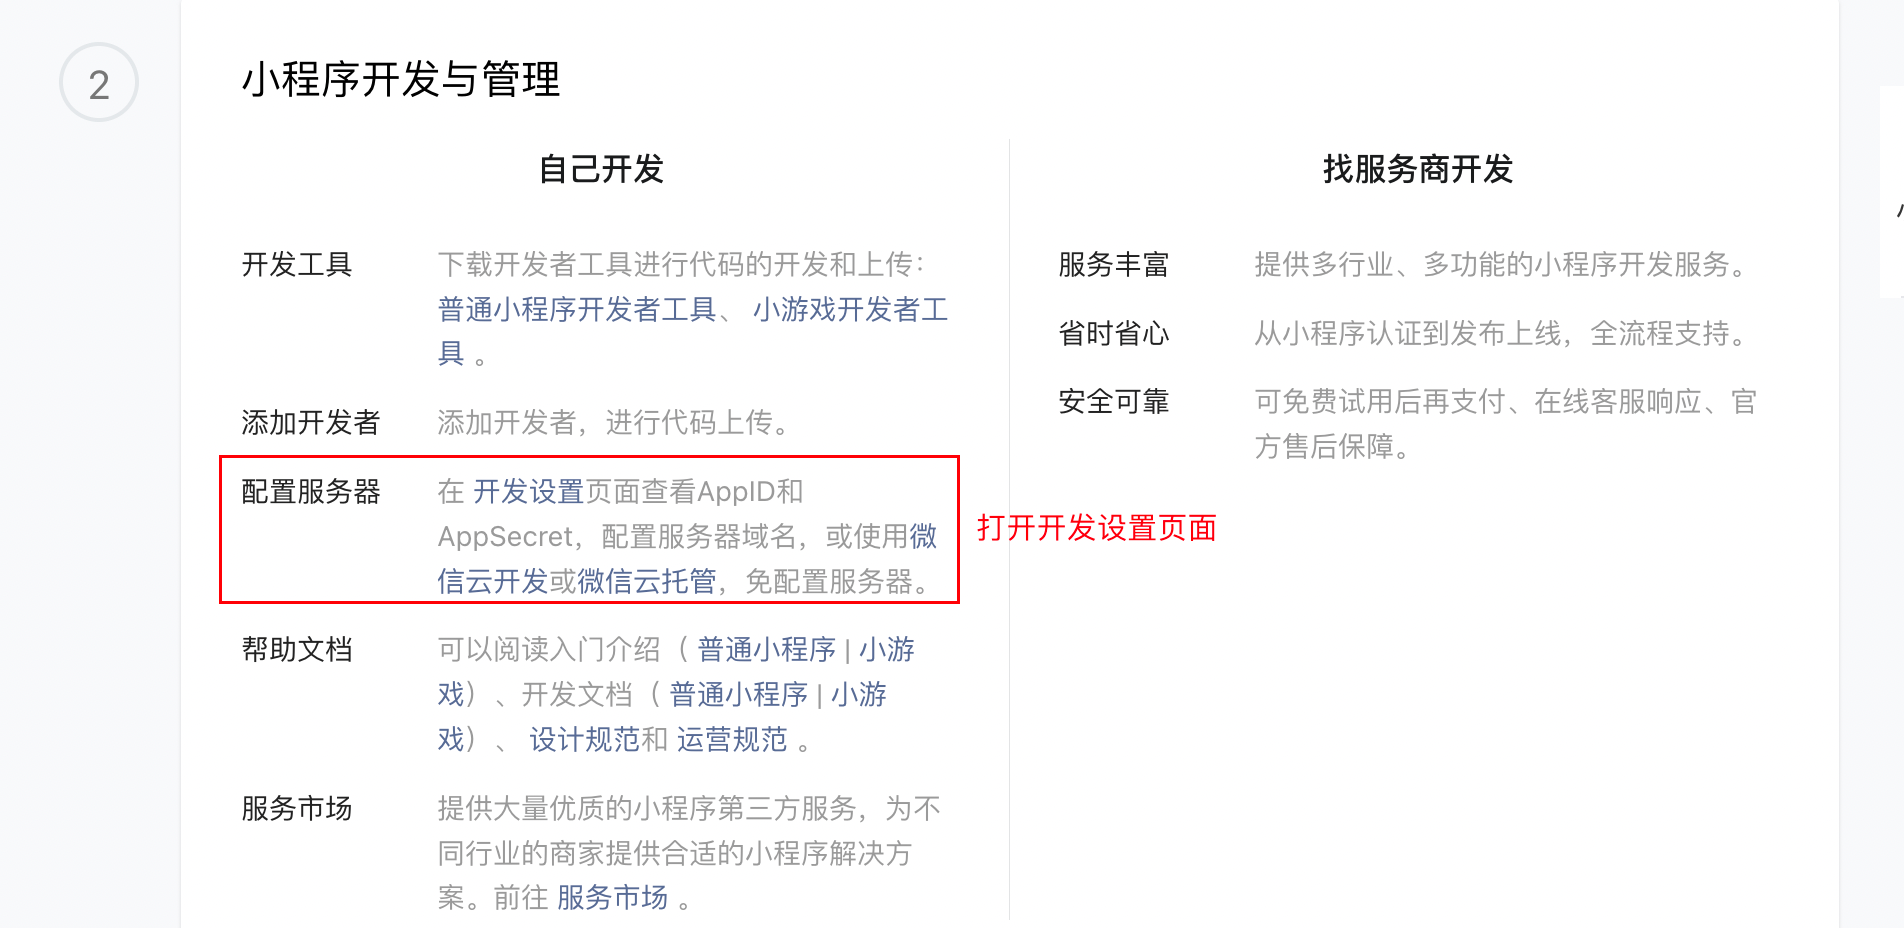 2
小程序开发与管理
自己开发
开发工具
下载开发者工具进行代码的开发和上传：
普通小程序开发者工具、 小游戏开发者工
具 。
添加开发者
添加开发者，进行代码上传。
配置服务器
在 开发设置页面查看AppID和
AppSecret，配置服务器域名，或使用微
信云开发或微信云托管，免配置服务器。
打开开发设置页面
帮助文档
可以阅读入门介绍（ 普通小程序 | 小游
戏）、开发文档（ 普通小程序 | 小游
戏）、 设计规范和 运营规范 。
服务市场
提供大量优质的小程序第三方服务，为不
同行业的商家提供合适的小程序解决方
案。前往 服务市场 。
找服务商开发
服务丰富
提供多行业、多功能的小程序开发服务。
省时省心
从小程序认证到发布上线，全流程支持。
安全可靠
可免费试用后再支付、在线客服响应、官
方售后保障。